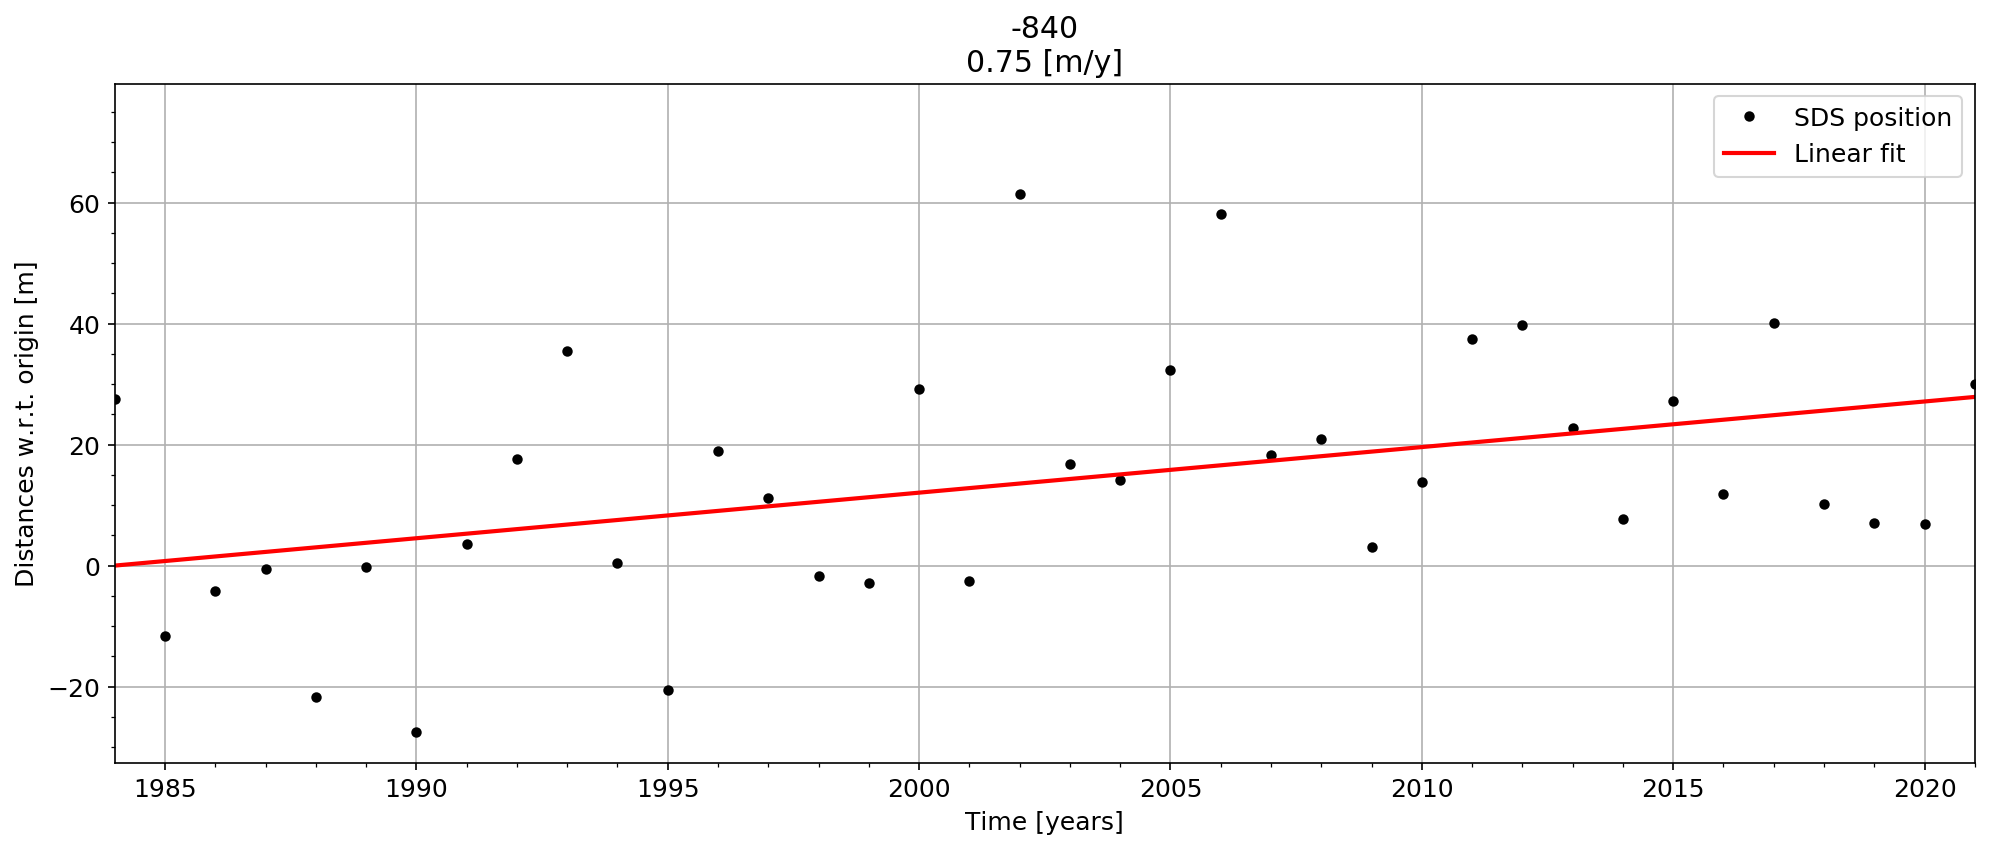 -840
0.75 [m/y]
SDS position
Linear fit
Distances w.r.t. origin [m]
60
40
20
0
−20
1985 1990 1995 2000 2005 2010 2015 2020
Time [years]